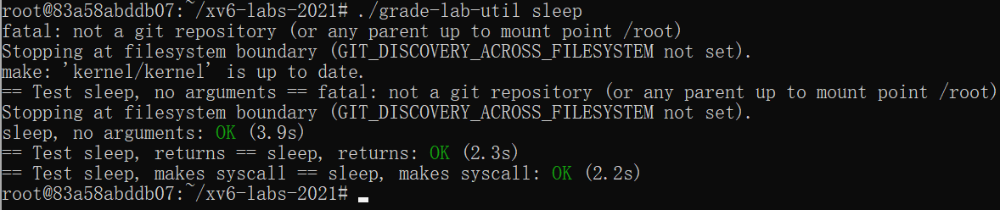 root@83a58abddb07:~/xv6-labs-2021# ./grade-lab-util sleep
fatal: not a git repository (or any parent up to mount point /root)
Stopping at filesystem boundary (GIT_DISCOVERY_ACROSS_FILESYSTEM not set).
make: 'kernel/kernel' is up to date.
== Test sleep, no arguments == fatal: not a git repository (or any parent up to mount point /root)
Stopping at filesystem boundary (GIT_DISCOVERY_ACROSS_FILESYSTEM not set).
sleep, no arguments: OK (3.9s)
== Test sleep, returns == sleep, returns: OK (2.3s)
== Test sleep, makes syscall == sleep, makes syscall: OK (2.2s)
root@83a58abddb07:~/xv6-labs-2021#